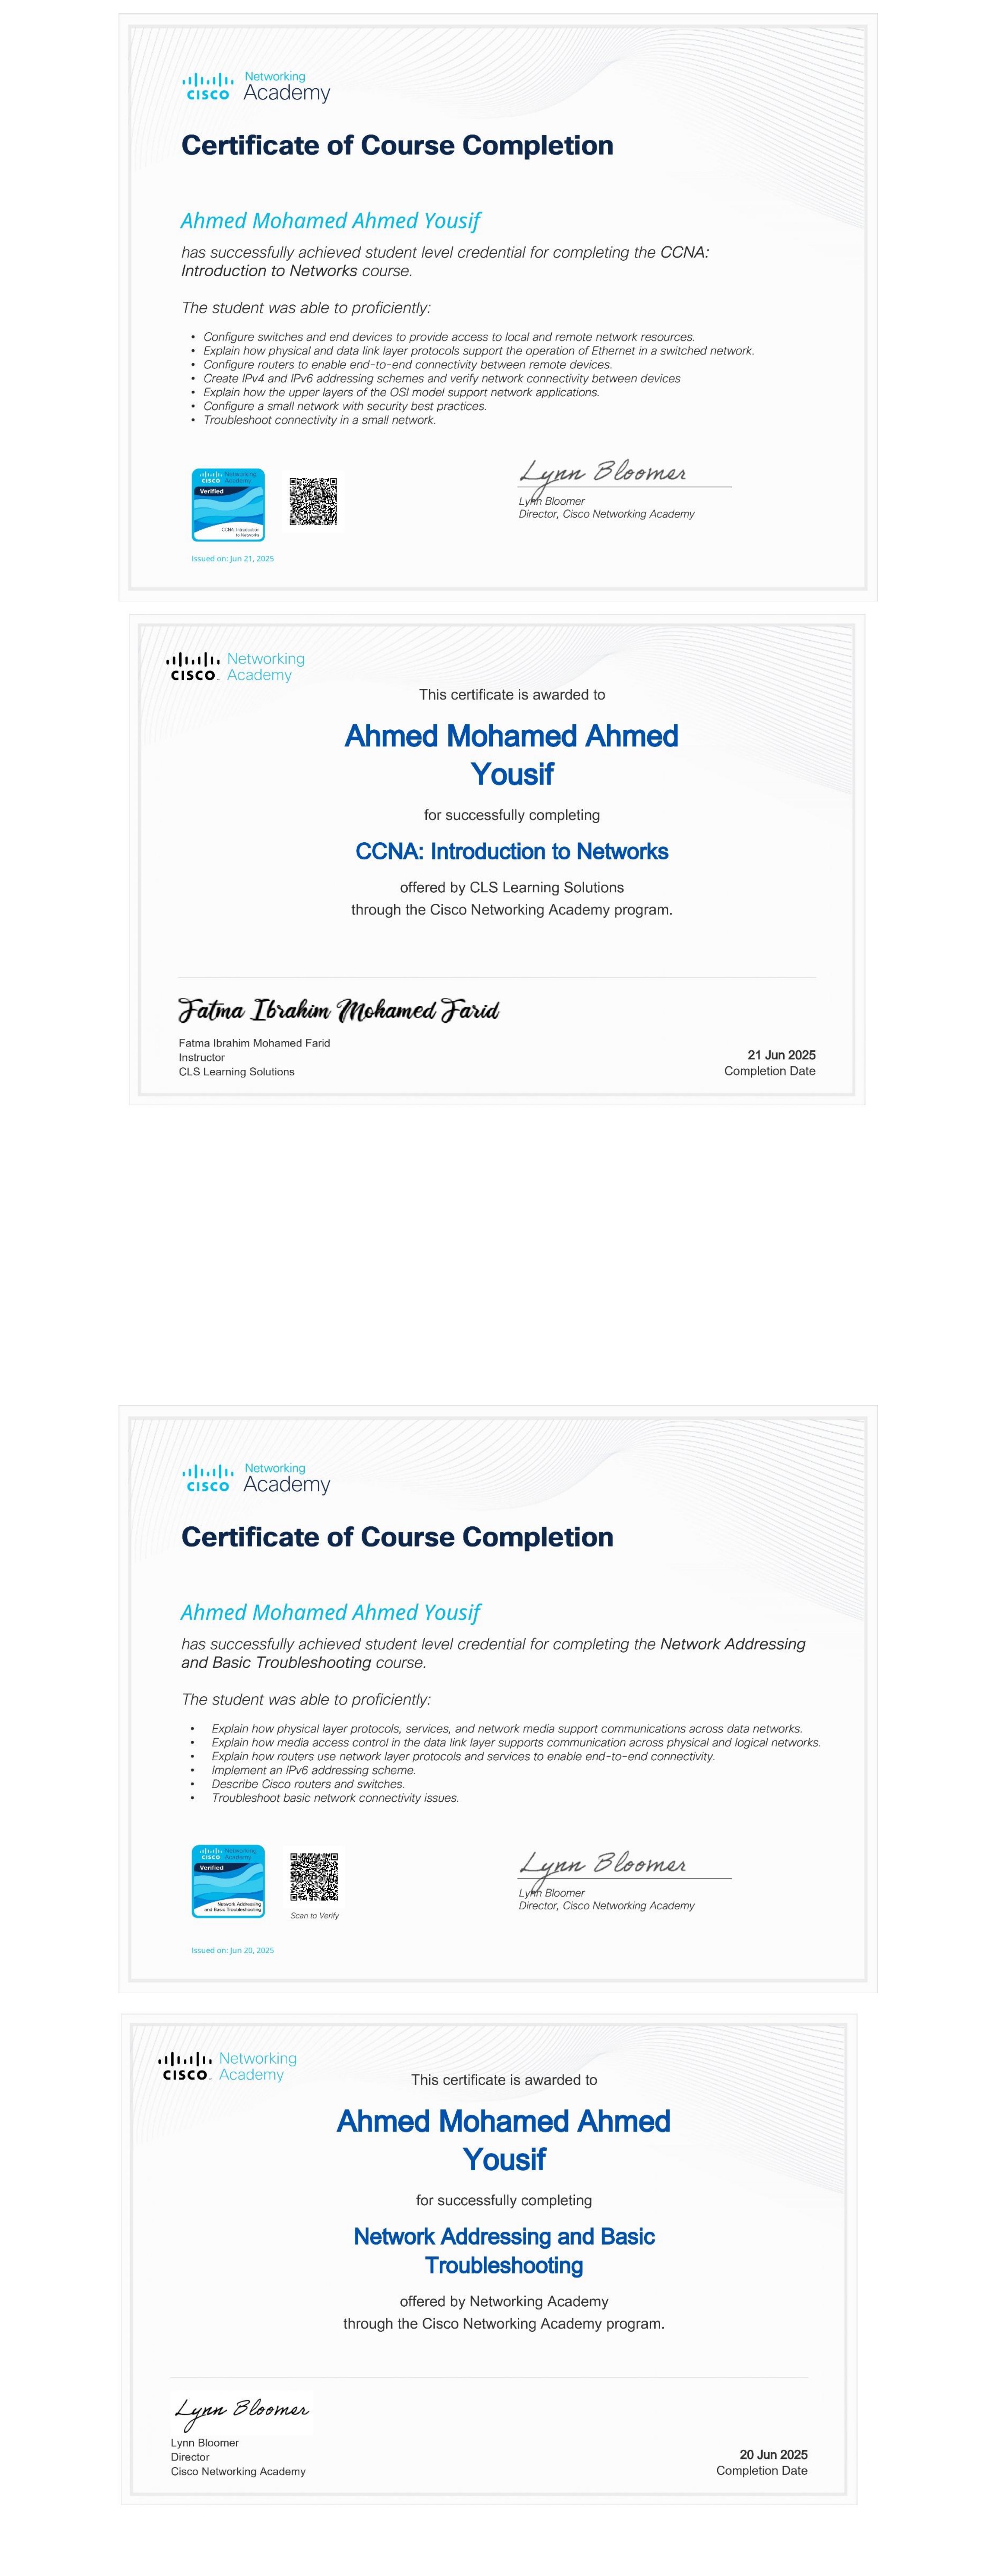 Networking
CISCO Academy
Certificate of Course Completion
Ahmed Mohamed Ahmed Yousif
has successfully achieved student level credential for completing the CCNA:
Introduction to Networks course.
The student was able to proficiently:
• Configure switches and end devices to provide access to local and remote network resources.
• Explain how physical and data link layer protocols support the operation of Ethernet in a switched network.
• Configure routers to enable end-to-end connectivity between remote devices.
• Create IPv4 and IPv6 addressing schemes and verify network connectivity between devices
• Explain how the upper layers of the OSI model support network applications.
• Configure a small network with security best practices.
• Troubleshoot connectivity in a small network.
Networking
CISCO Academy
Verified
CCNA: Introduction
to Networks
Lynn Bloomer
Lynn Bloomer
Director, Cisco Networking Academy
Issued on: Jun 21, 2025
Networking
CISCO. Academy
This certificate is awarded to
Ahmed Mohamed Ahmed
Yousif
for successfully completing
CCNA: Introduction to Networks
offered by CLS Learning Solutions
through the Cisco Networking Academy program.
Fatma Ibrahim Mohamed Farid
Fatma Ibrahim Mohamed Farid
Instructor
CLS Learning Solutions
21 Jun 2025
Completion Date
Networking
CISCO Academy
Certificate of Course Completion
Ahmed Mohamed Ahmed Yousif
has successfully achieved student level credential for completing the Network Addressing
and Basic Troubleshooting course.
The student was able to proficiently:
• Explain how physical layer protocols, services, and network media support communications across data networks.
• Explain how media access control in the data link layer supports communication across physical and logical networks.
• Explain how routers use network layer protocols and services to enable end-to-end connectivity.
• Implement an IPv6 addressing scheme.
• Describe Cisco routers and switches.
• Troubleshoot basic network connectivity issues.
Networking
CISCO Academy
Verified
Network Addressing
and Basic Troubleshooting
Scan to Verify
Lynn Bloomer
Lynn Bloomer
Director, Cisco Networking Academy
Issued on: Jun 20, 2025
Networking
CISCO. Academy
This certificate is awarded to
Ahmed Mohamed Ahmed
Yousif
for successfully completing
Network Addressing and Basic
Troubleshooting
offered by Networking Academy
through the Cisco Networking Academy program.
Lynn Bloomer
Lynn Bloomer
Director
Cisco Networking Academy
20 Jun 2025
Completion Date